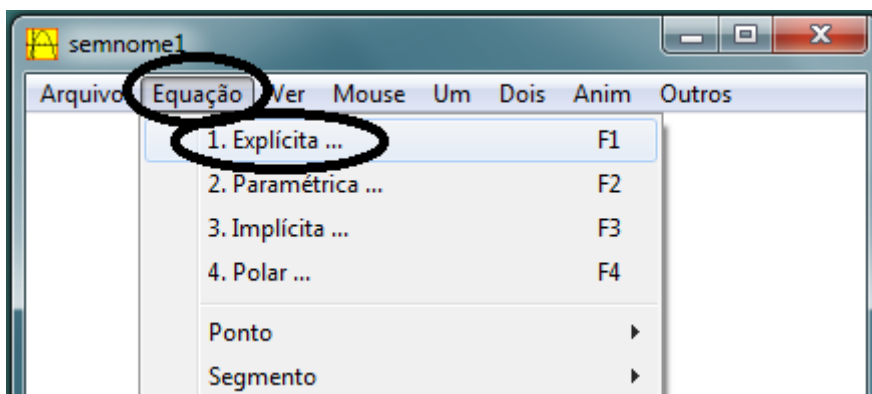 semnome1
Arquivo Equação Ver Mouse Um Dois Anim Outros
1. Explícita ... F1
2. Paramétrica ... F2
3. Implícita ... F3
4. Polar ... F4
Ponto
Segmento